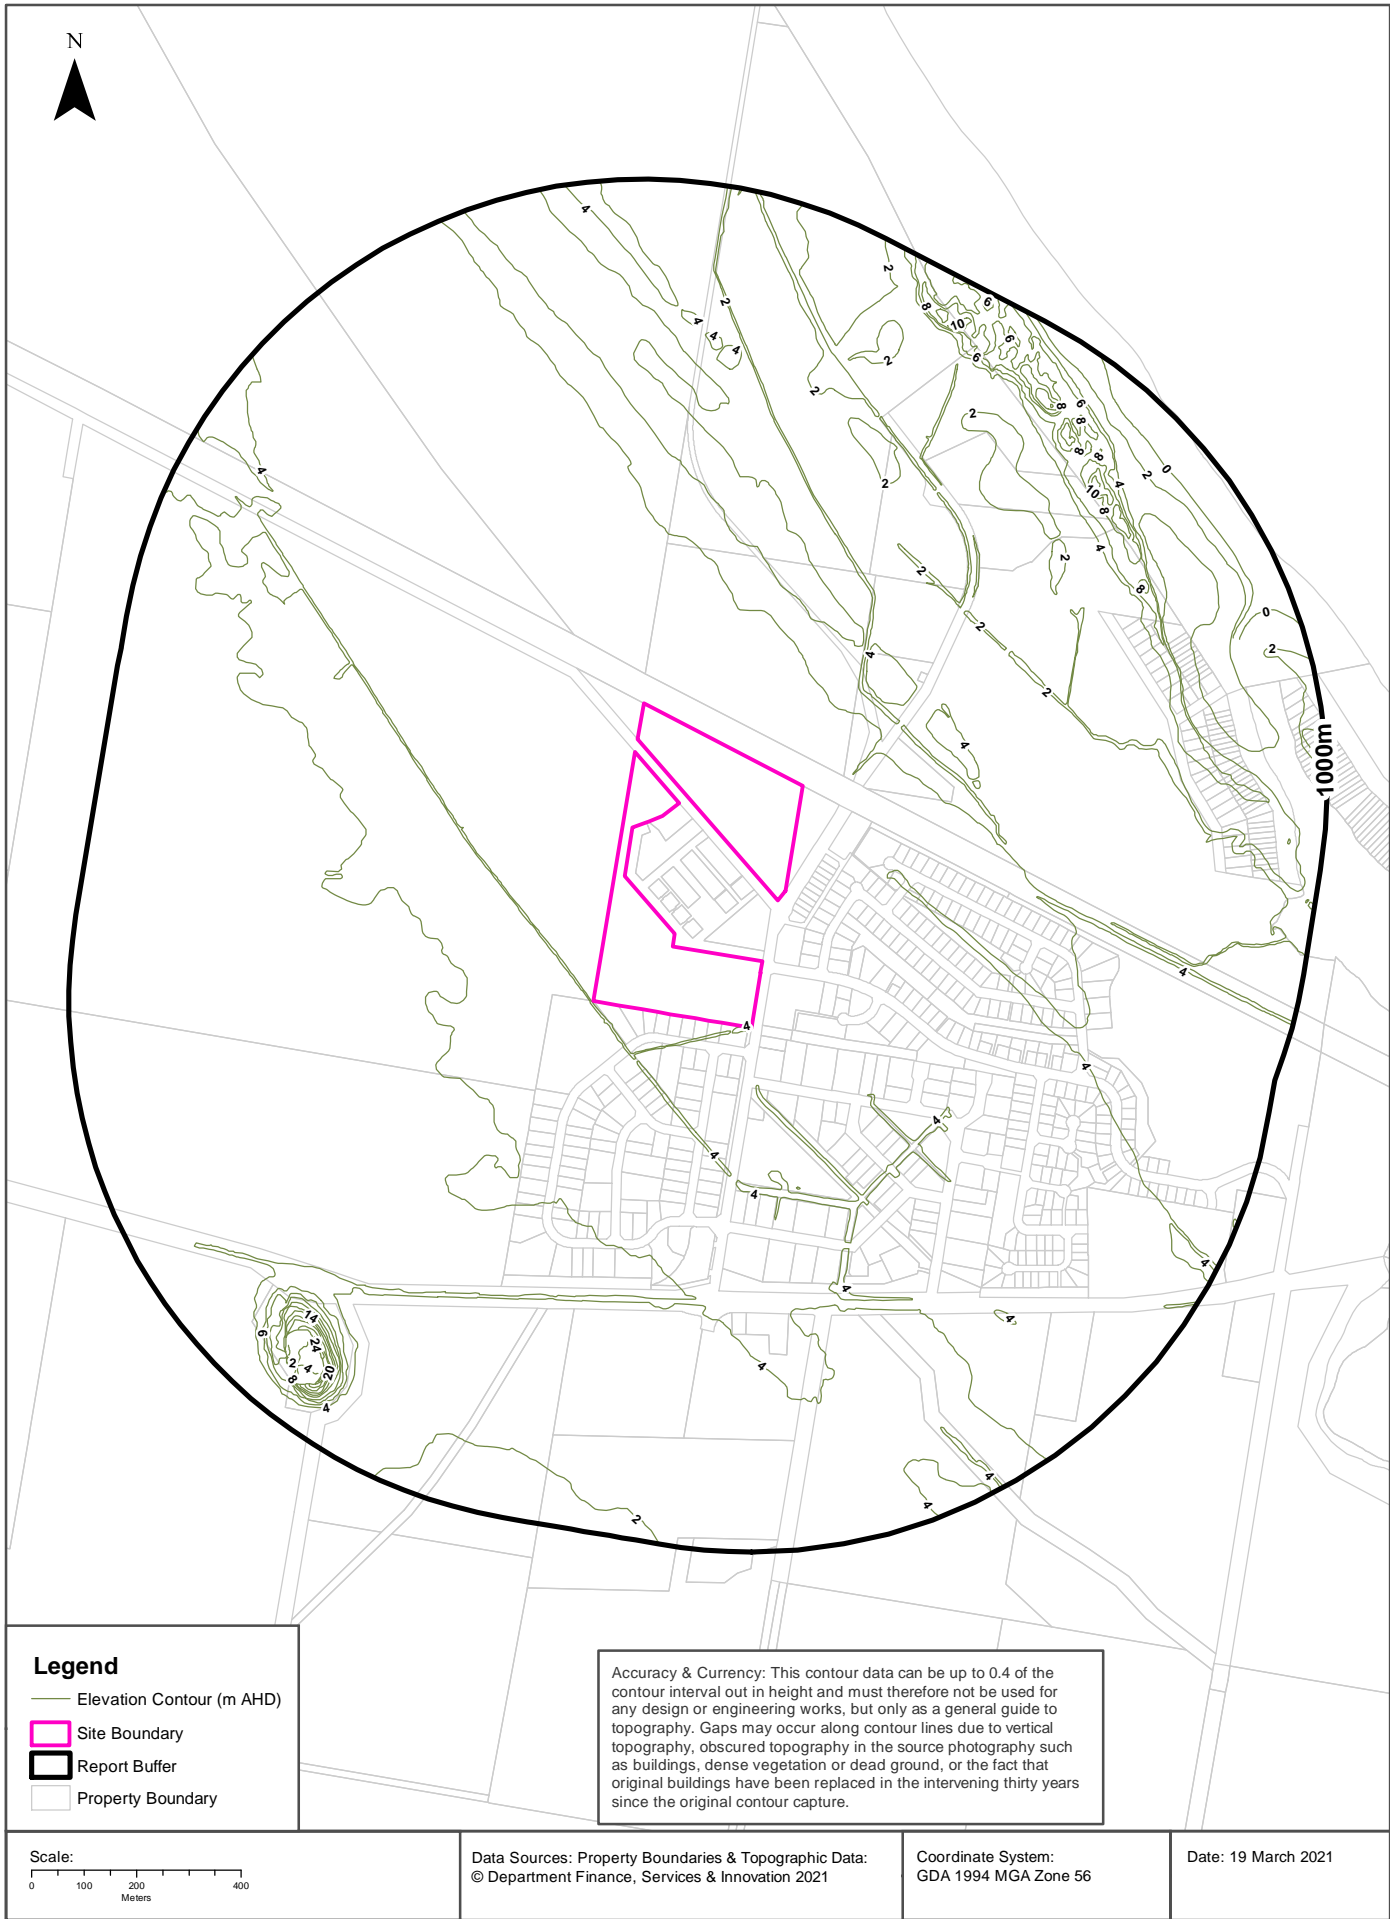 N
4
2
2
8
6
10
6
6
4
4
4
2
2
8
6
8
2
8
8
4
2
0
2
4
10
8
4
2
2
8
0
2
2
4
2
4
1000m
4
4
4
4
4
4
4
4
4
14
6
24
2
4
20
8
4
4
4
4
4
2
Legend
Elevation Contour (m AHD)
Site Boundary
Report Buffer
Property Boundary
Accuracy & Currency: This contour data can be up to 0.4 of the
contour interval out in height and must therefore not be used for
any design or engineering works, but only as a general guide to
topography. Gaps may occur along contour lines due to vertical
topography, obscured topography in the source photography such
as buildings, dense vegetation or dead ground, or the fact that
original buildings have been replaced in the intervening thirty years
since the original contour capture.
Scale:
0 100 200 400
Meters
Data Sources: Property Boundaries & Topographic Data:
© Department Finance, Services & Innovation 2021
Coordinate System:
GDA 1994 MGA Zone 56
Date: 19 March 2021